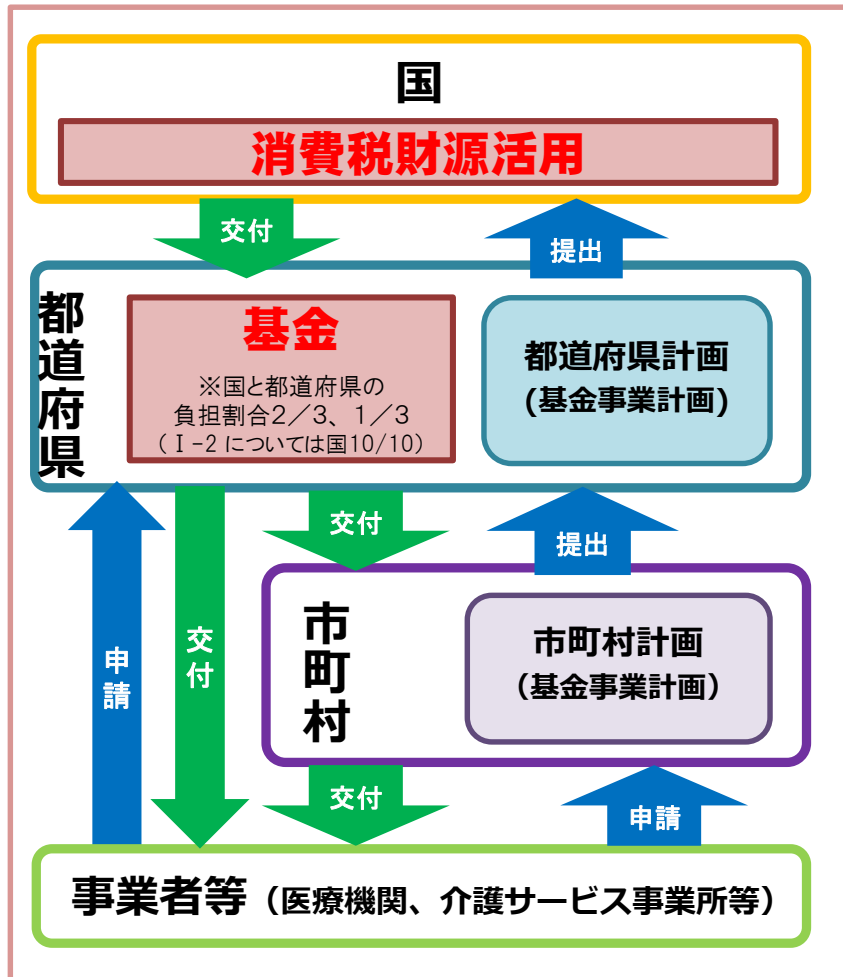 国
消費税財源活用
交付
提出
都道府県
基金
※国と都道府県の
負担割合2/3、1/3
(Ⅰ-2 については国10/10)
都道府県計画
(基金事業計画)
交付
提出
申請
交付
市町村
市町村計画
(基金事業計画)
交付
申請
事業者等(医療機関、介護サービス事業所等)